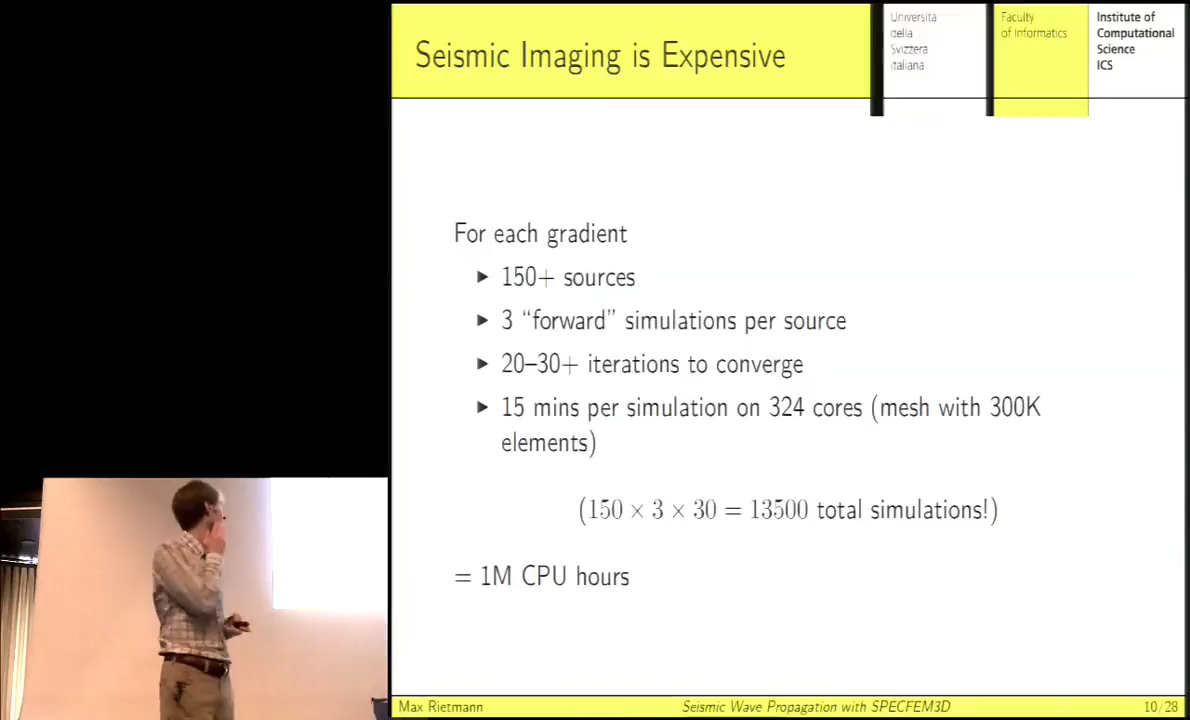 Seismic Imaging is Expensive
Università
della
Svizzera
italiana
Faculty
of Informatics
Institute of
Computational
Science
ICS
For each gradient
▶ 150+ sources
▶ 3 “forward” simulations per source
▶ 20–30+ iterations to converge
▶ 15 mins per simulation on 324 cores (mesh with 300K
elements)
(150 × 3 × 30 = 13500 total simulations!)
= 1M CPU hours
Max Rietmann
Seismic Wave Propagation with SPECFEM3D
10/28